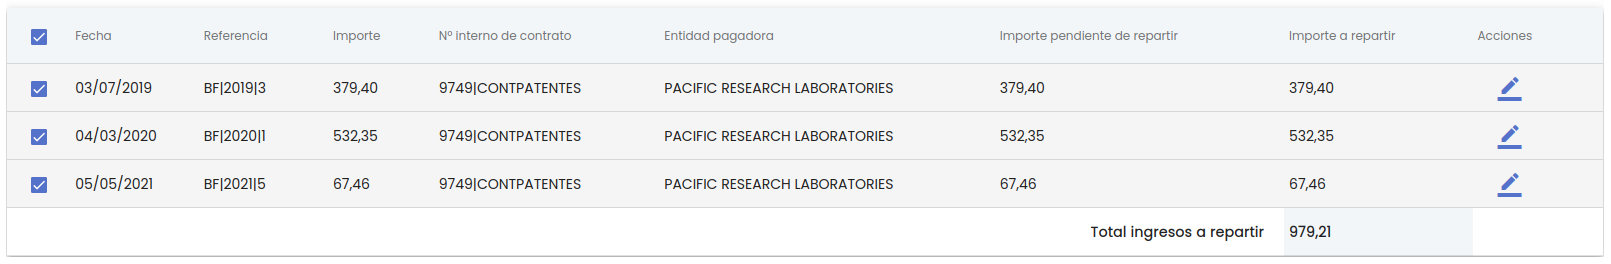 Fecha Referencia Importe Nº interno de contrato Entidad pagadora Importe pendiente de repartir Importe a repartir Acciones
03/07/2019 BF|2019|3 379,40 9749|CONTPATENTES PACIFIC RESEARCH LABORATORIES 379,40 379,40
04/03/2020 BF|2020|1 532,35 9749|CONTPATENTES PACIFIC RESEARCH LABORATORIES 532,35 532,35
05/05/2021 BF|2021|5 67,46 9749|CONTPATENTES PACIFIC RESEARCH LABORATORIES 67,46 67,46
Total ingresos a repartir 979,21